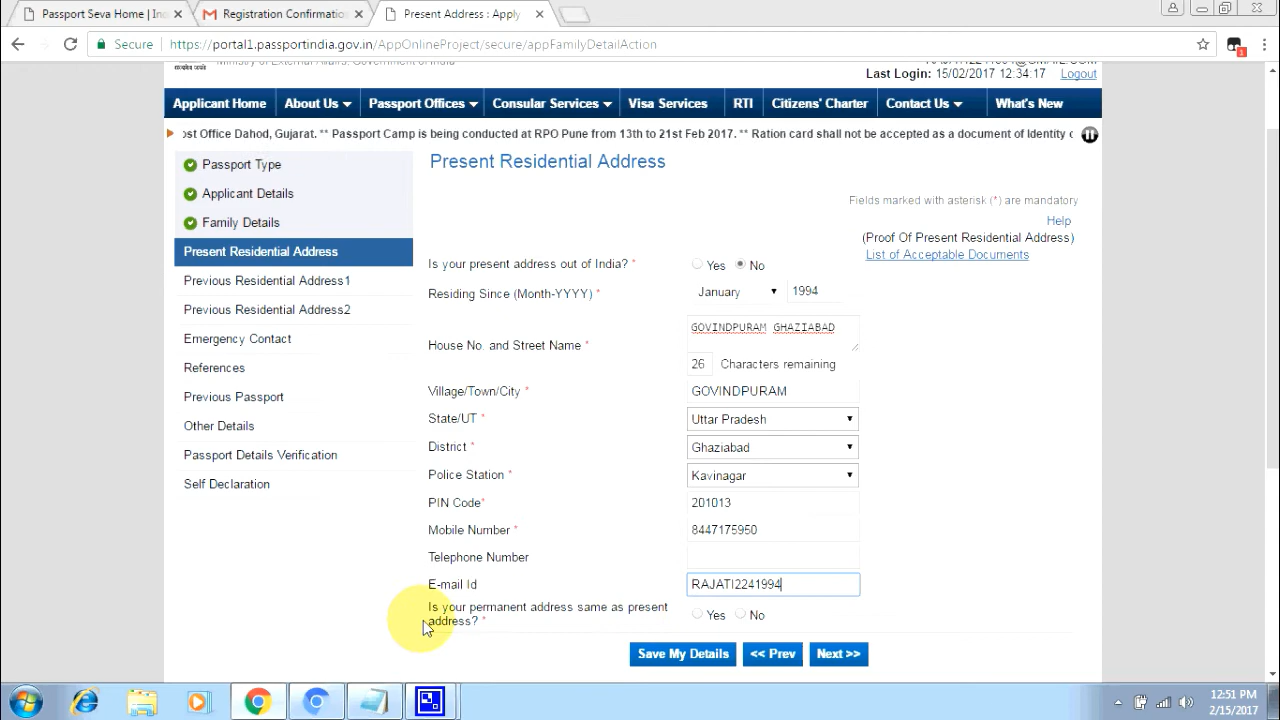 Passport Seva Home | In
Registration Confirmatio
Present Address : Apply
Secure
https://portal1.passportindia.gov.in/AppOnlineProject/secure/appFamilyDetailAction
1
Ministry of External Affairs, Government of India
Last Login: 15/02/2017 12:34:17 Logout
Applicant Home About Us Passport Offices Consular Services Visa Services RTI Citizens' Charter Contact Us What's New
ost Office Dahod, Gujarat. ** Passport Camp is being conducted at RPO Pune from 13th to 21st Feb 2017. ** Ration card shall not be accepted as a document of Identity
Passport Type
Applicant Details
Family Details
Present Residential Address
Previous Residential Address1
Previous Residential Address2
Emergency Contact
References
Previous Passport
Other Details
Passport Details Verification
Self Declaration
Present Residential Address
Fields marked with asterisk (*) are mandatory
Help
(Proof Of Present Residential Address)
List of Acceptable Documents
Is your present address out of India? * Yes No
Residing Since (Month-YYYY) * January 1994
House No. and Street Name * GOVINDPURAM GHAZIABAD
26 Characters remaining
Village/Town/City * GOVINDPURAM
State/UT * Uttar Pradesh
District * Ghaziabad
Police Station * Kavinagar
PIN Code* 201013
Mobile Number * 8447175950
Telephone Number
E-mail Id RAJATI2241994
Is your permanent address same as present
address? * Yes No
Save My Details << Prev Next >>
12:51 PM
2/15/2017